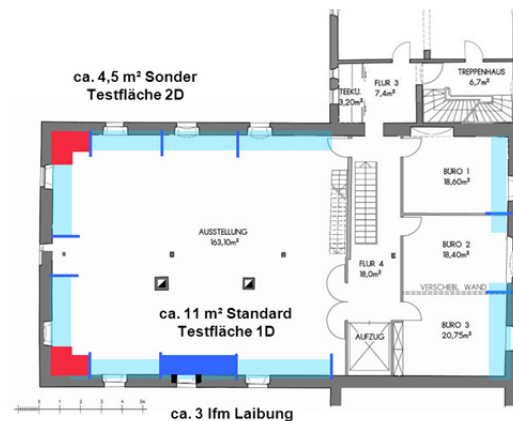 ca. 4,5 m² Sonder
Testfläche 2D
FLUR 3
7,4m²
TREPPENHAUS
6,7m²
TEEKÜ.
3,20m²
BÜRO 1
18,60m²
AUSSTELLUNG
163,10m²
BÜRO 2
18,40m²
FLUR 4
18,0m²
VERSCHIEBL. WAND
ca. 11 m² Standard
Testfläche 1D
BÜRO 3
20,75m²
AUFZUG
ca. 3 lfm Laibung